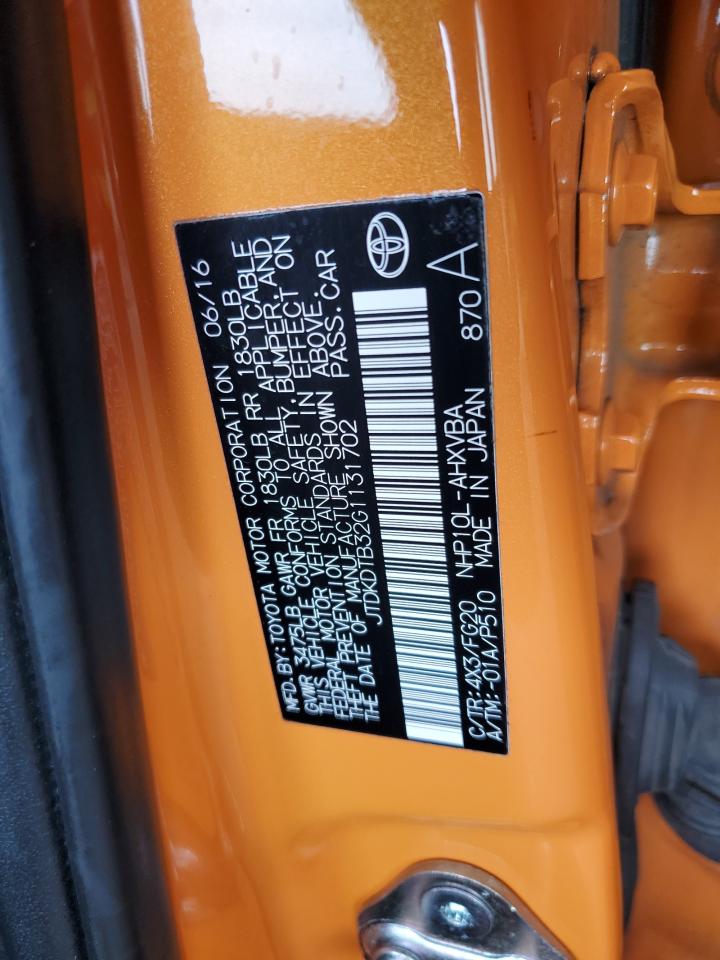 MFD.BY:TOYOTA MOTOR CORPORATION 06/16
GVWR 3475LB GAWR FR 1830LB RR 1830LB
THIS VEHICLE CONFORMS TO ALL APPLICABLE
FEDERAL MOTOR VEHICLE SAFETY,BUMPER,AND
THEFT PREVENTION STANDARDS IN EFFECT ON
THE DATE OF MANUFACTURE SHOWN ABOVE.
JTDKDTB32G1131702 PASS.CAR
C/TR:4X3/FG20 NHP10L-AHXVBA 870A
A/TM:-01A/P510 MADE IN JAPAN